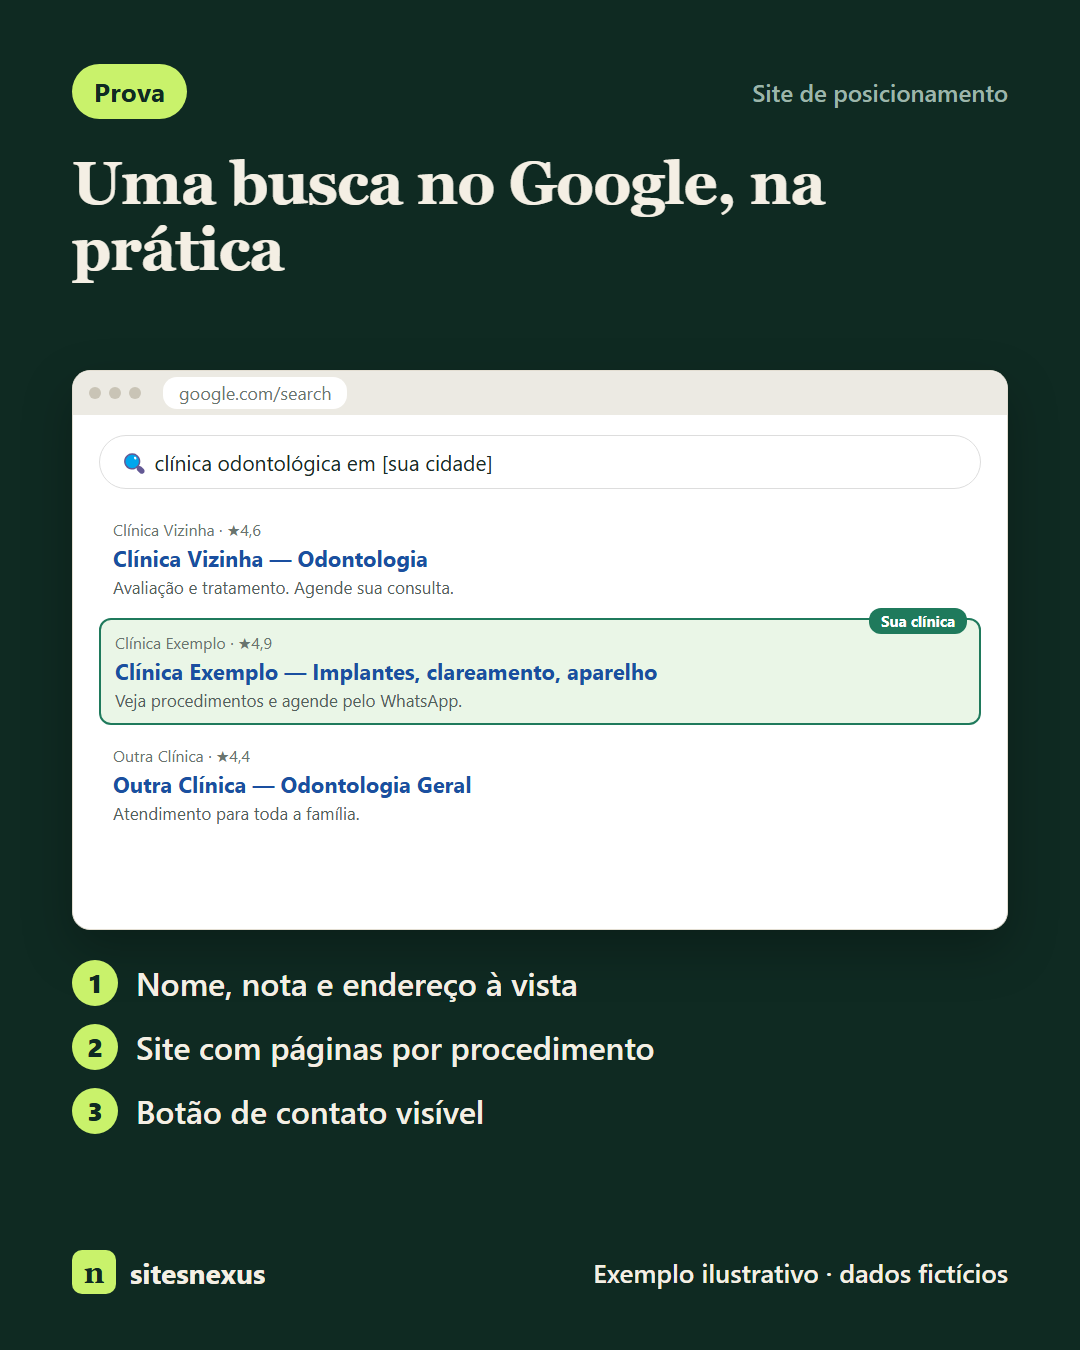 Prova
Site de posicionamento
Uma busca no Google, na
prática
google.com/search
clínica odontológica em [sua cidade]
Clínica Vizinha · ★4,6
Clínica Vizinha — Odontologia
Avaliação e tratamento. Agende sua consulta.
Sua clínica
Clínica Exemplo · ★4,9
Clínica Exemplo — Implantes, clareamento, aparelho
Veja procedimentos e agende pelo WhatsApp.
Outra Clínica · ★4,4
Outra Clínica — Odontologia Geral
Atendimento para toda a família.
1 Nome, nota e endereço à vista
2 Site com páginas por procedimento
3 Botão de contato visível
n sitesnexus
Exemplo ilustrativo · dados fictícios